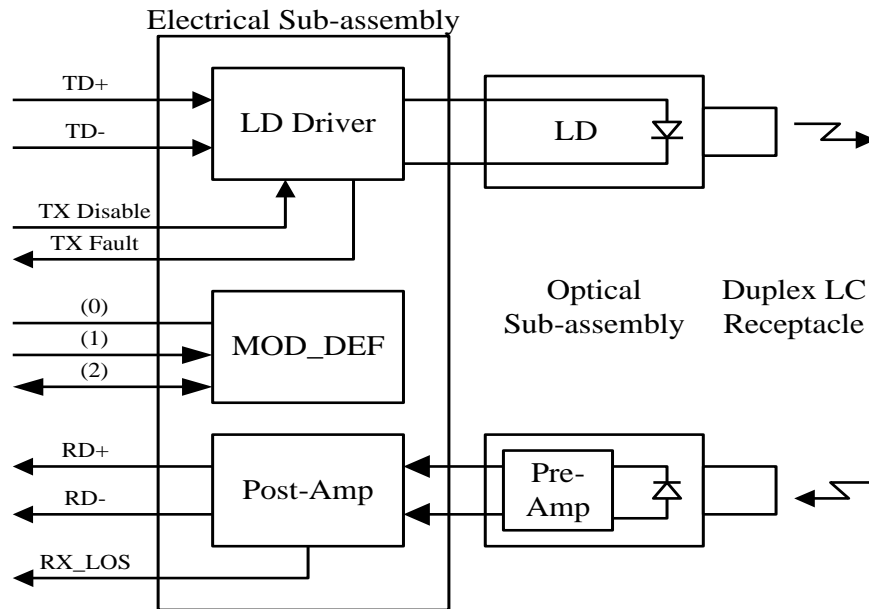 Electrical Sub-assembly
TD+
TD-
LD Driver
LD
TX Disable
TX Fault
(0)
(1)
(2)
MOD_DEF
Optical
Sub-assembly
Duplex LC
Receptacle
RD+
RD-
RX_LOS
Post-Amp
Pre-
Amp